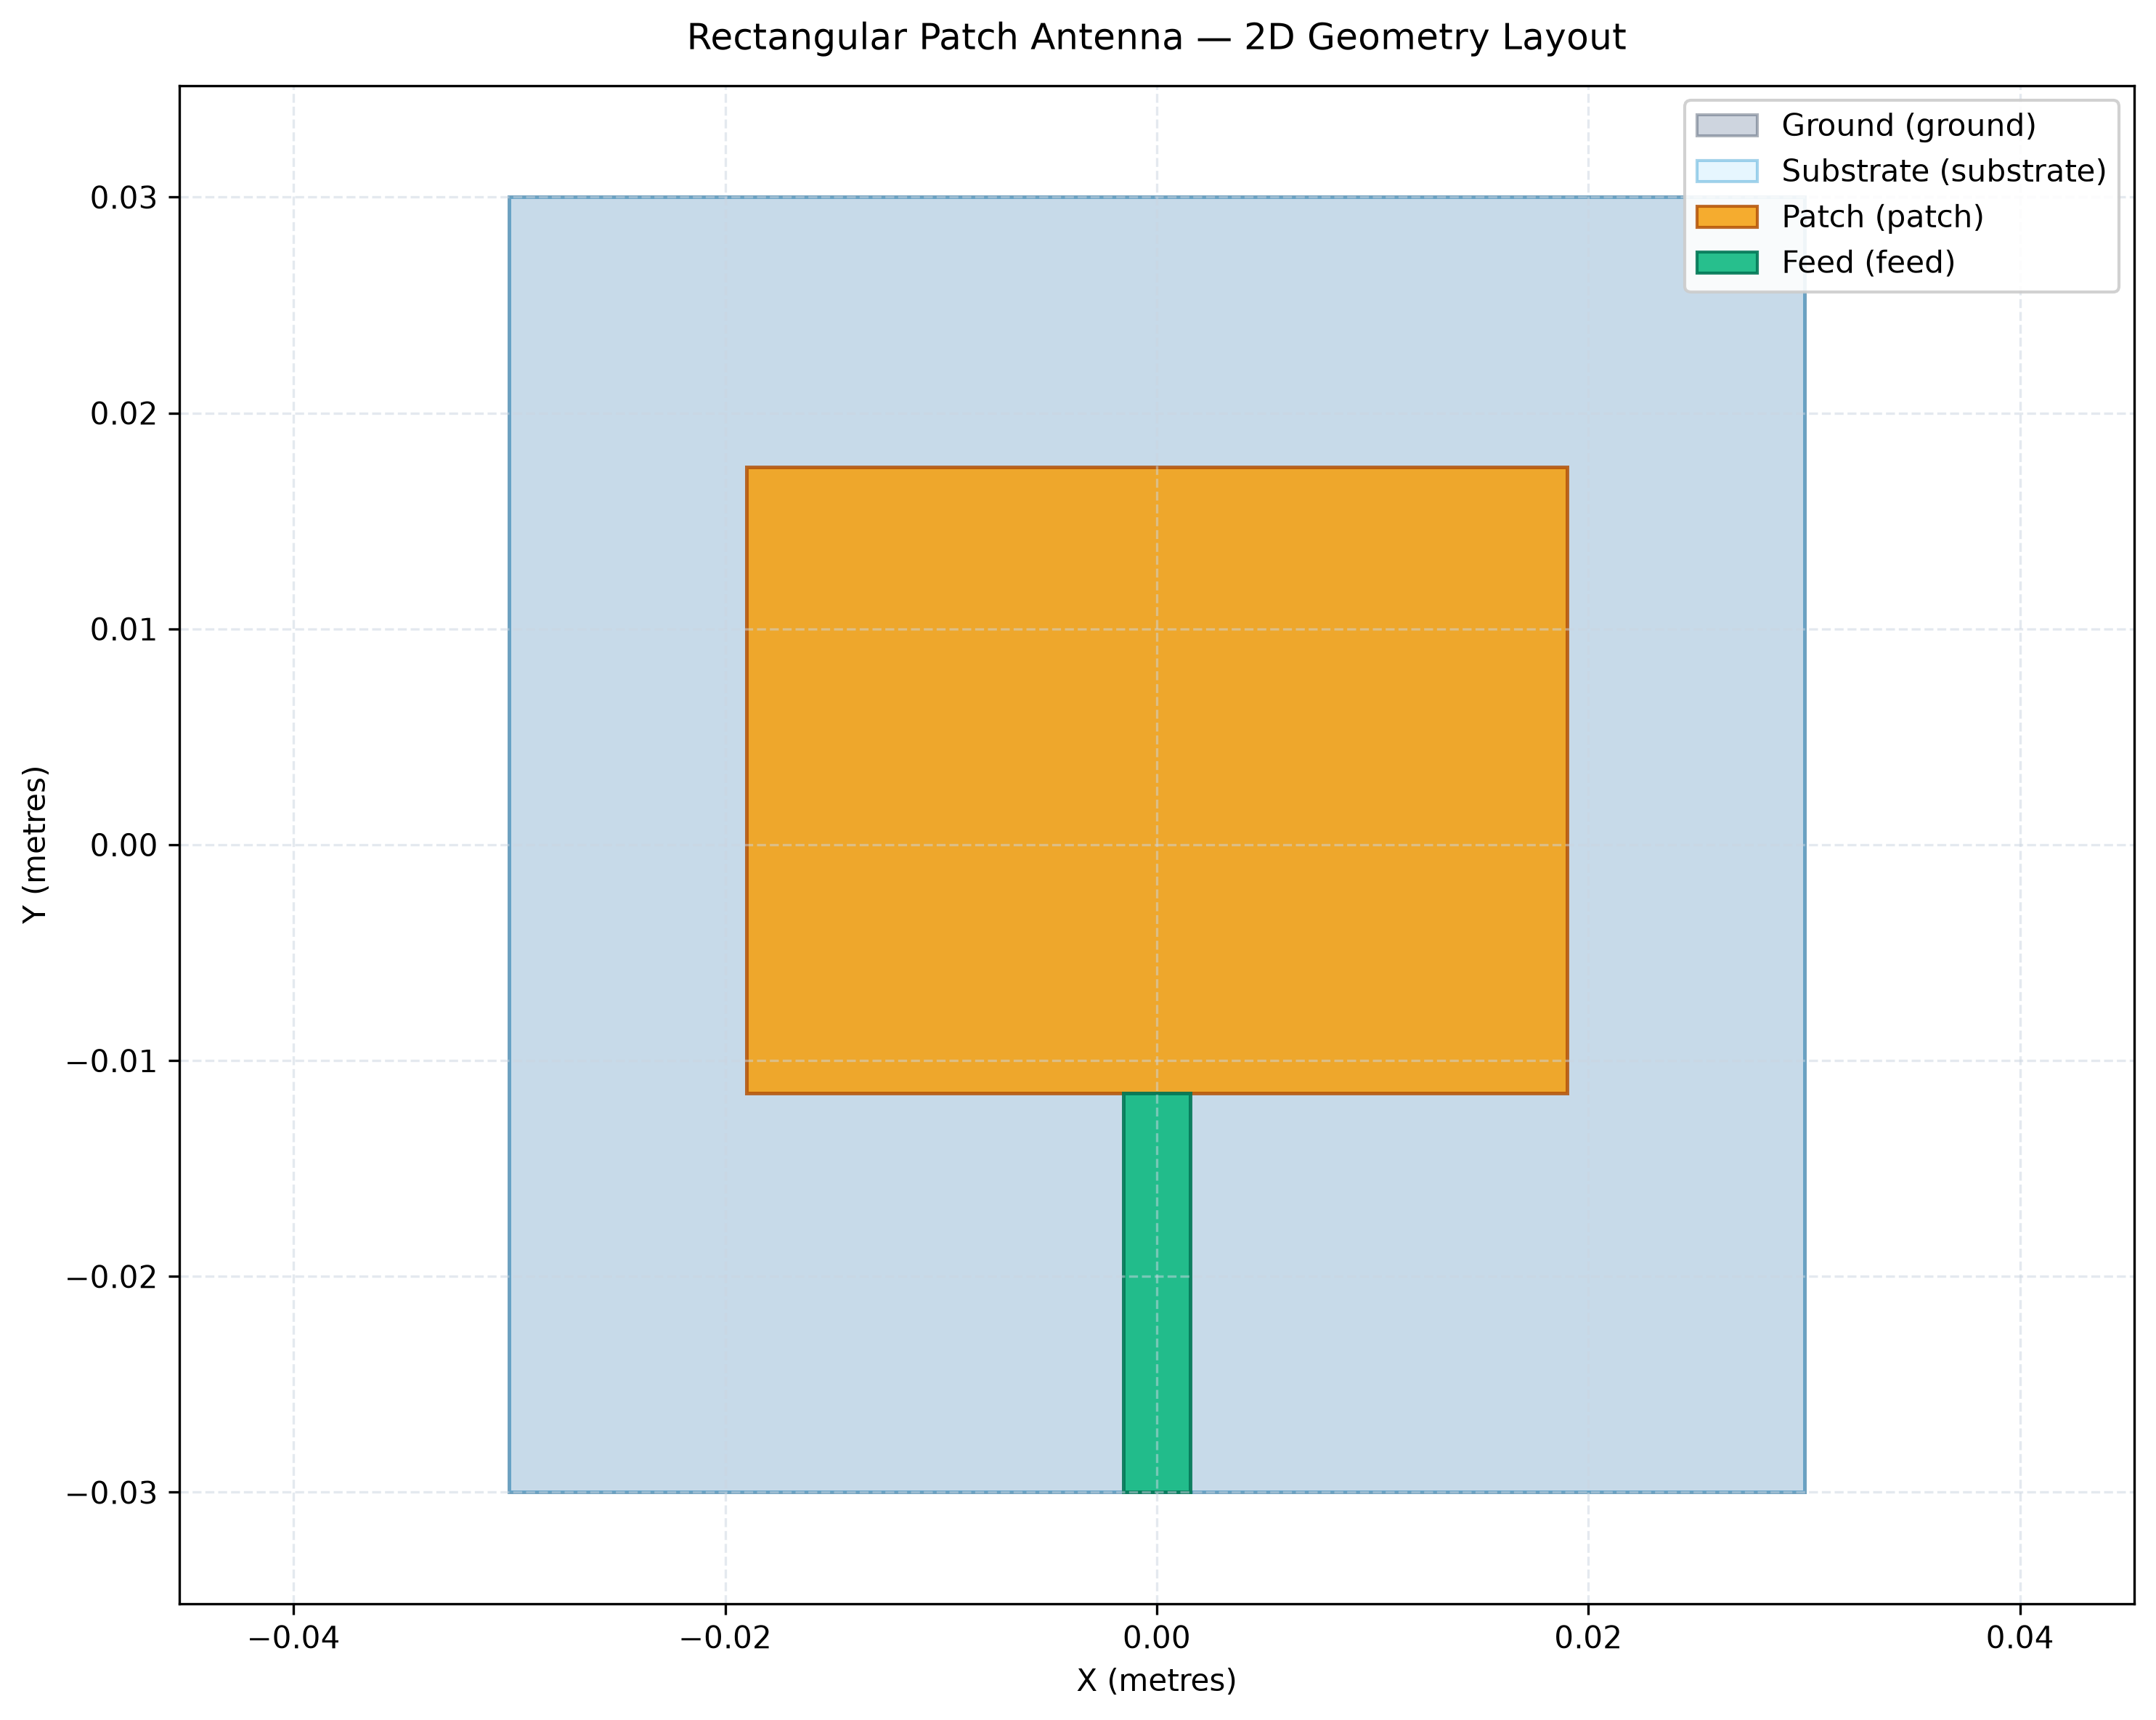 Rectangular Patch Antenna — 2D Geometry Layout
Ground (ground)
Substrate (substrate)
Patch (patch)
Feed (feed)
0.03
0.02
0.01
0.00
−0.01
−0.02
−0.03
Y (metres)
−0.04
−0.02
0.00
0.02
0.04
X (metres)